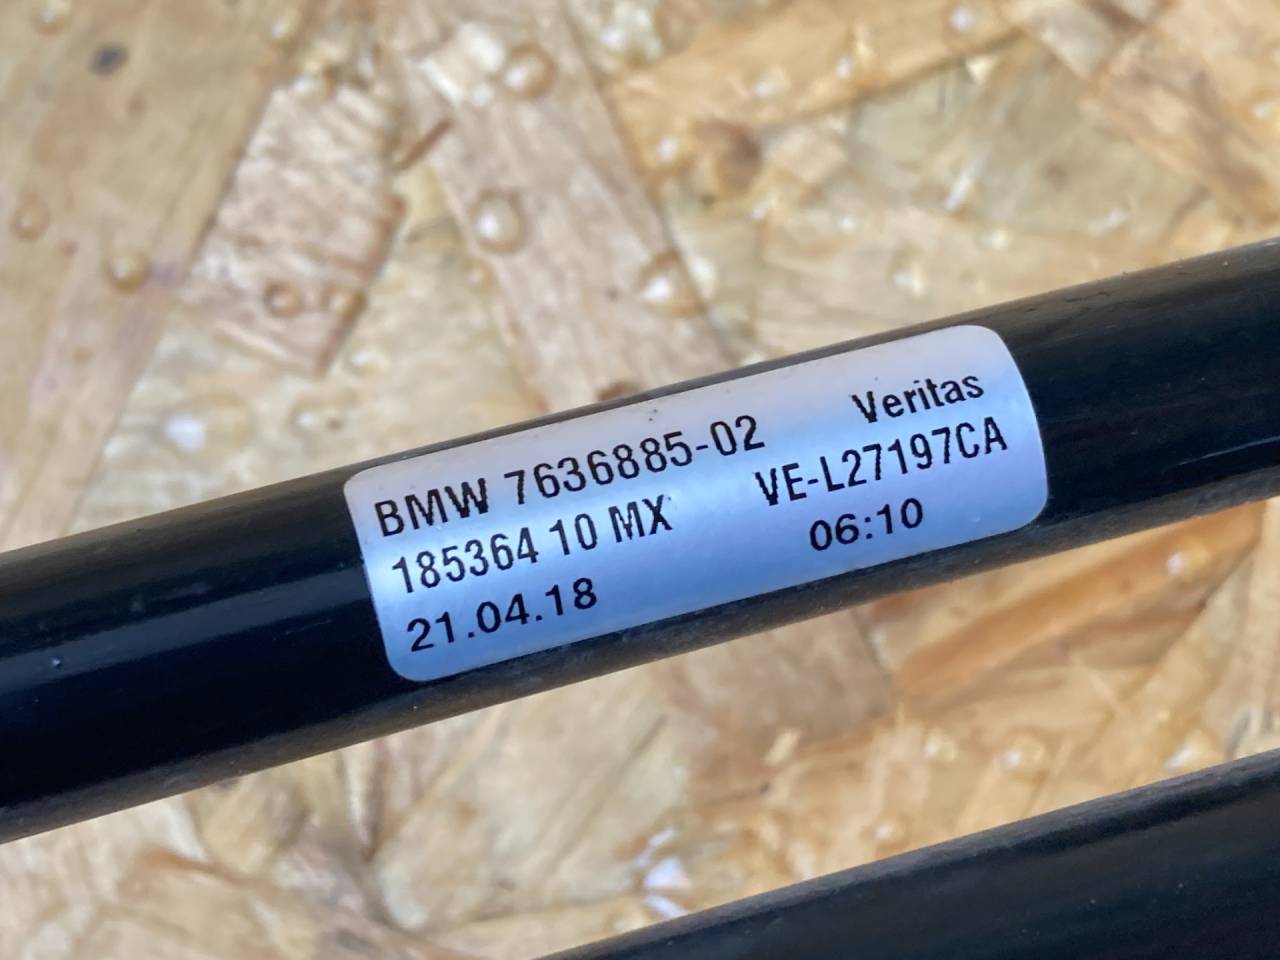 BMW 7636885-02 Veritas
185364 10 MX VE-L27197CA
21.04.18 06:10